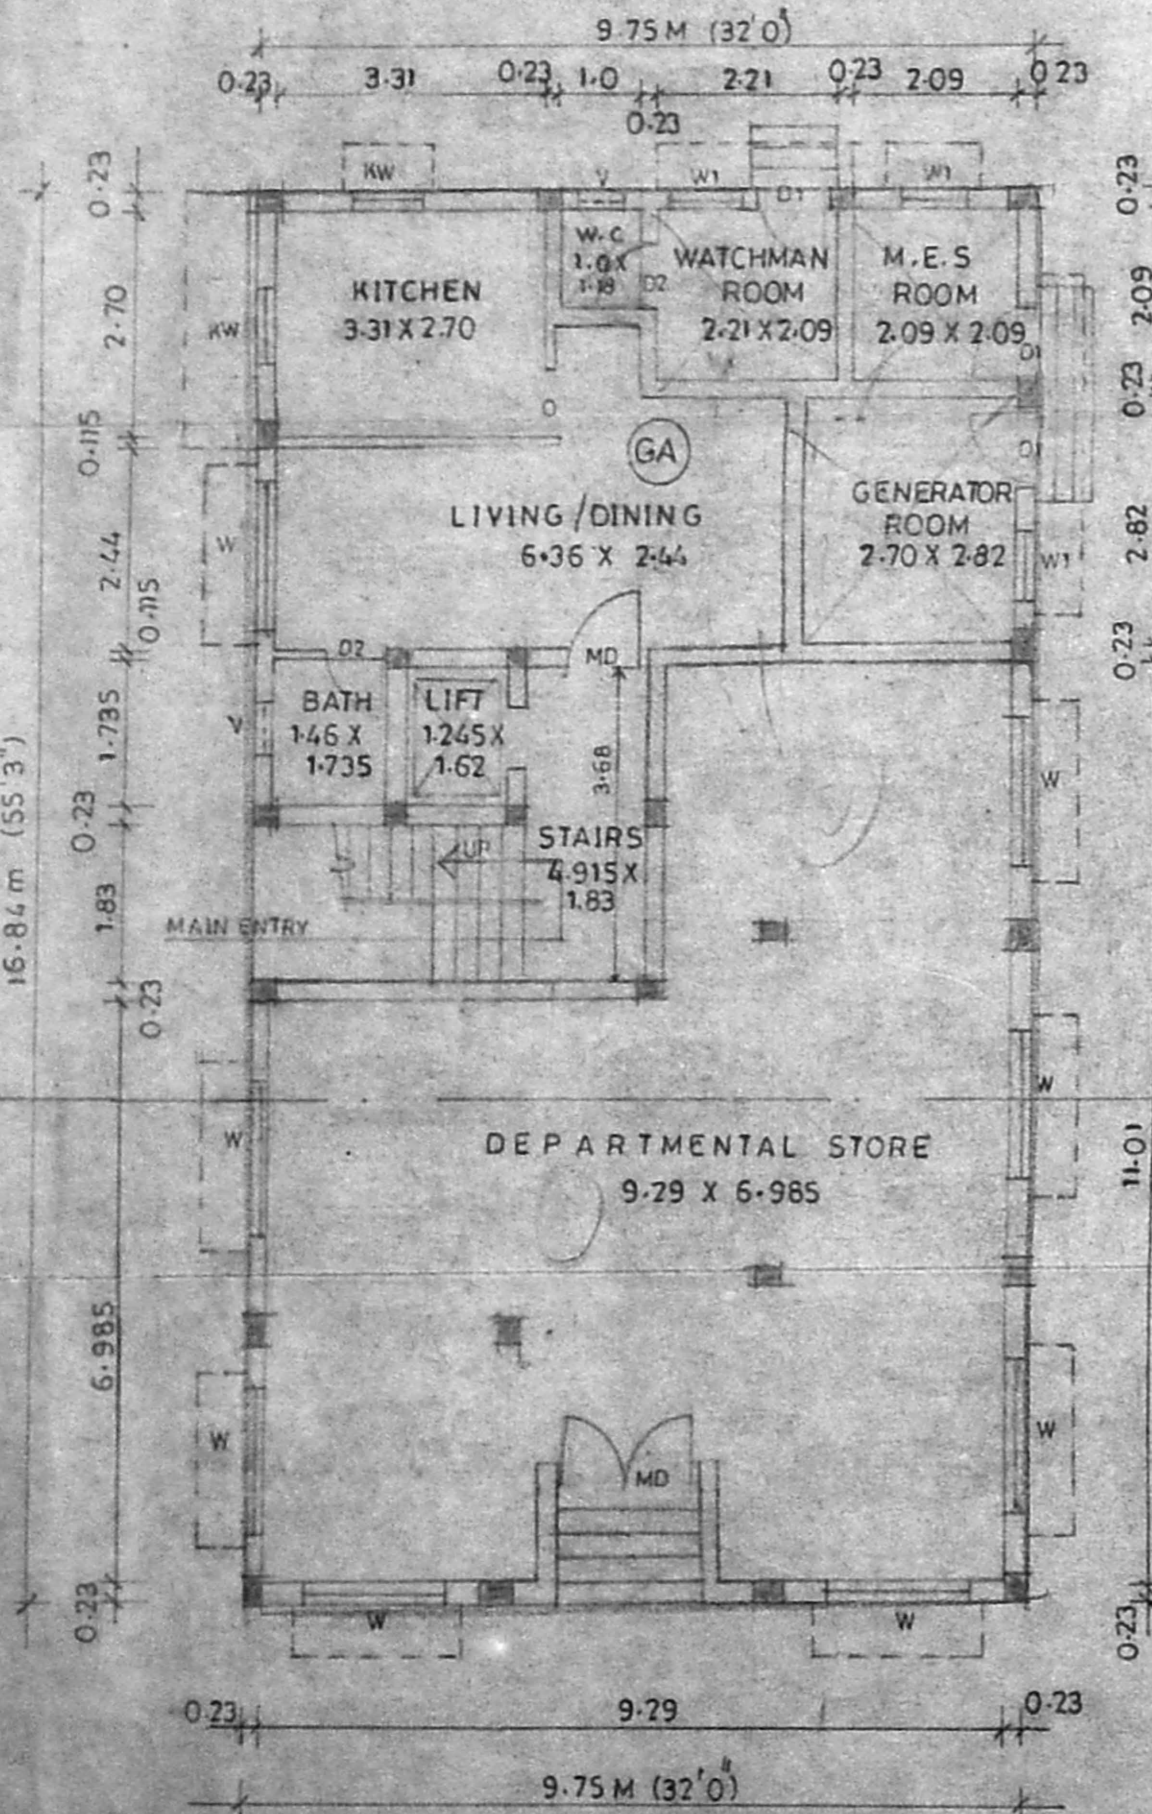 9.75 M (32'0")
0.23 3.31 0.23 1.0 2.21 0.23 2.09 0.23
0.23
KW V W1 D1 W1
0.23
0.23
W.C
1.0 X
1.18
D2
WATCHMAN
ROOM
2.21 X 2.09
M.E.S
ROOM
2.09 X 2.09
D1
KITCHEN
3.31 X 2.70
KW
2.70
2.09
0.23
O
0.115
GA
D1
LIVING/DINING
6.36 X 2.44
GENERATOR
ROOM
2.70 X 2.82
W1
W
2.44
0.115
2.82
0.23
D2
MD
BATH
1.46 X
1.735
LIFT
1.245 X
1.62
V
1.735
3.68
W
0.23
STAIRS
4.915 X
1.83
UP
1.83
MAIN ENTRY
16.84 m (55'3")
0.23
W
W
DEPARTMENTAL STORE
9.29 X 6.985
11.01
6.985
W
W
MD
0.23
W
W
0.23
0.23 9.29 0.23
9.75 M (32'0")